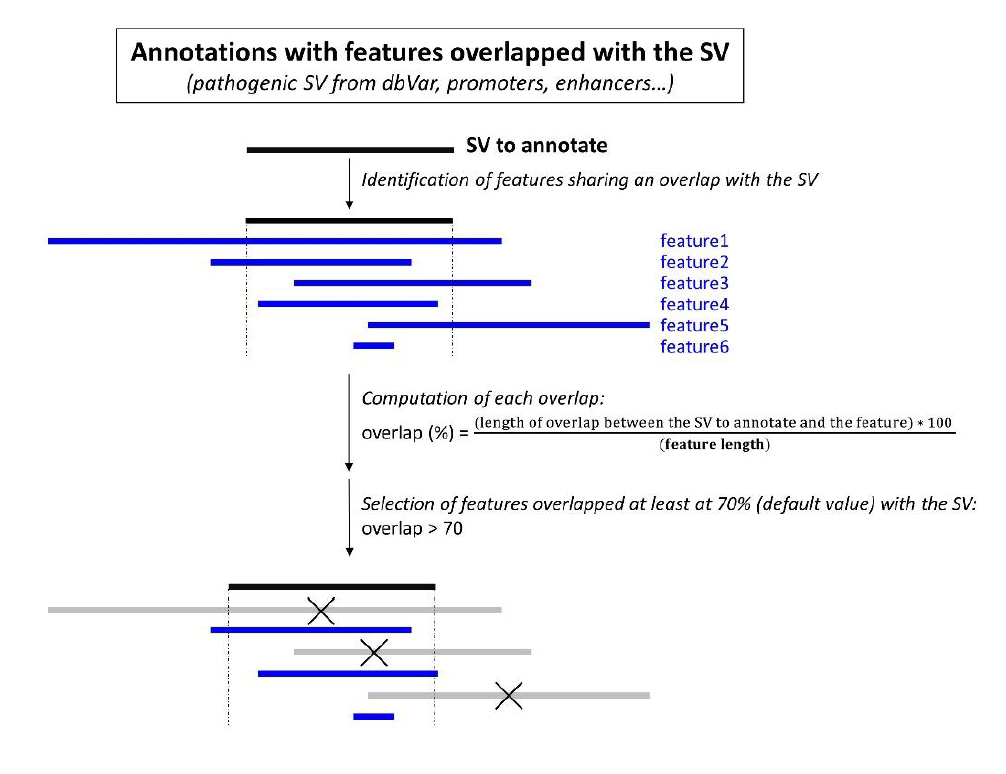 Annotations with features overlapped with the SV
(pathogenic SV from dbVar, promoters, enhancers...)
SV to annotate
Identification of features sharing an overlap with the SV
feature1
feature2
feature3
feature4
feature5
feature6
Computation of each overlap:
overlap (%) = (length of overlap between the SV to annotate and the feature) * 100
(feature length)
Selection of features overlapped at least at 70% (default value) with the SV:
overlap > 70